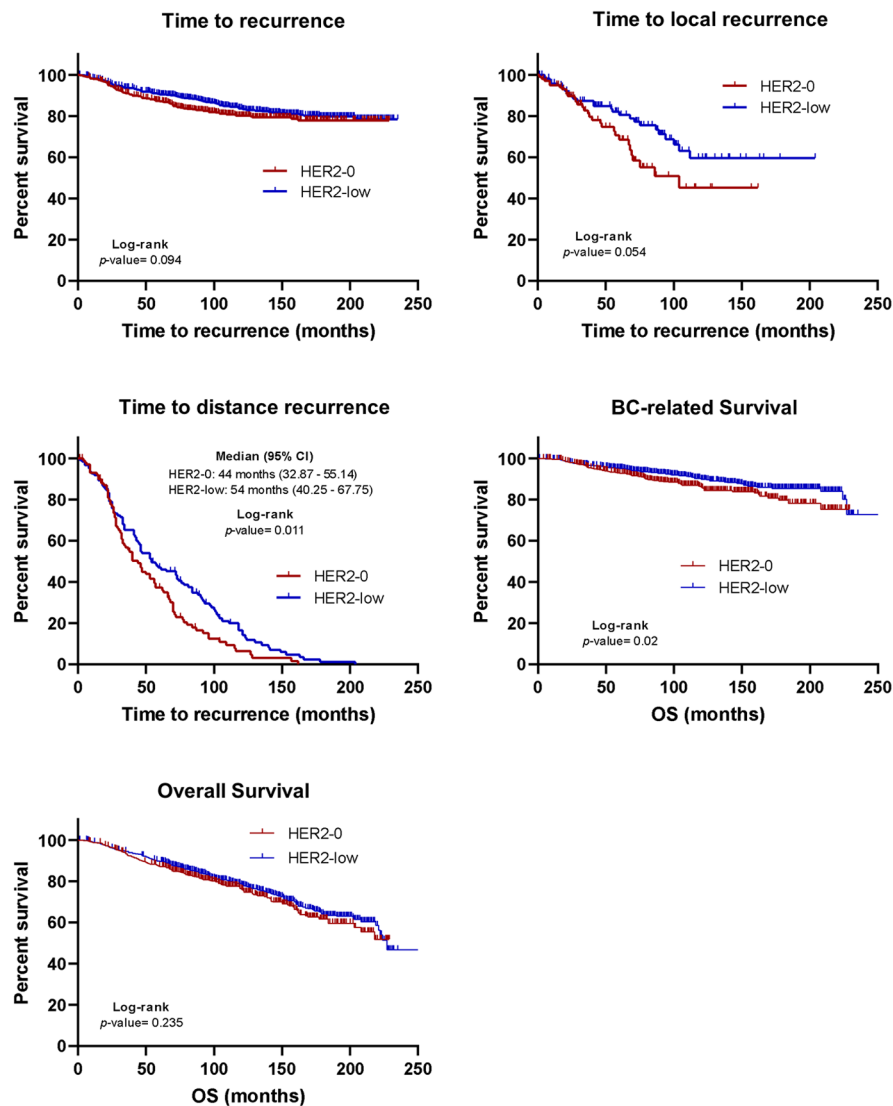 Time to recurrence
Percent survival
100
80
60
40
20
0
HER2-0
HER2-low
Log-rank
p-value= 0.094
0 50 100 150 200 250
Time to recurrence (months)
Time to local recurrence
Percent survival
100
80
60
40
20
0
HER2-0
HER2-low
Log-rank
p-value= 0.054
0 50 100 150 200 250
Time to recurrence (months)
Time to distance recurrence
Percent survival
100
80
60
40
20
0
Median (95% CI)
HER2-0: 44 months (32.87 - 55.14)
HER2-low: 54 months (40.25 - 67.75)
Log-rank
p-value= 0.011
HER2-0
HER2-low
0 50 100 150 200 250
Time to recurrence (months)
BC-related Survival
Percent survival
100
80
60
40
20
0
HER2-0
HER2-low
Log-rank
p-value= 0.02
0 50 100 150 200 250
OS (months)
Overall Survival
Percent survival
100
80
60
40
20
0
HER2-0
HER2-low
Log-rank
p-value= 0.235
0 50 100 150 200 250
OS (months)